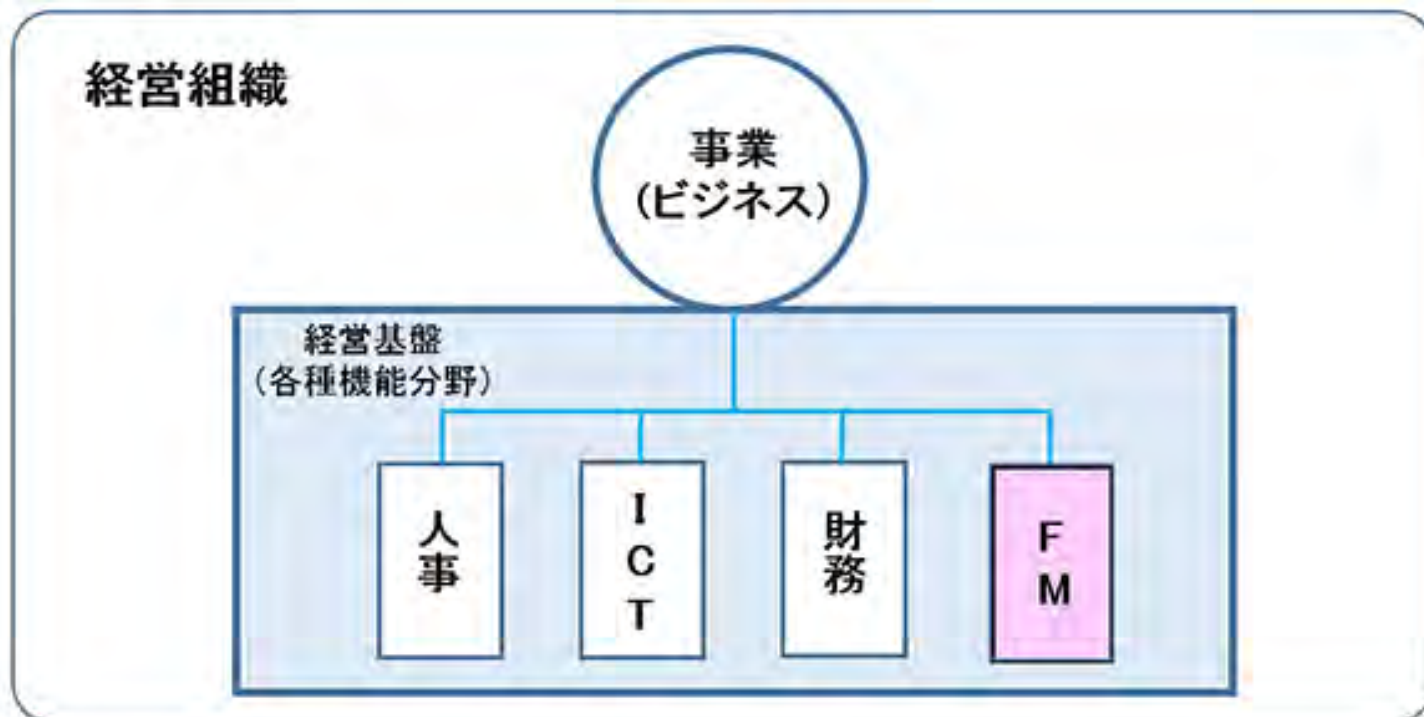 経営組織
事業
(ビジネス)
経営基盤
(各種機能分野)
人事
ICT
財務
FM